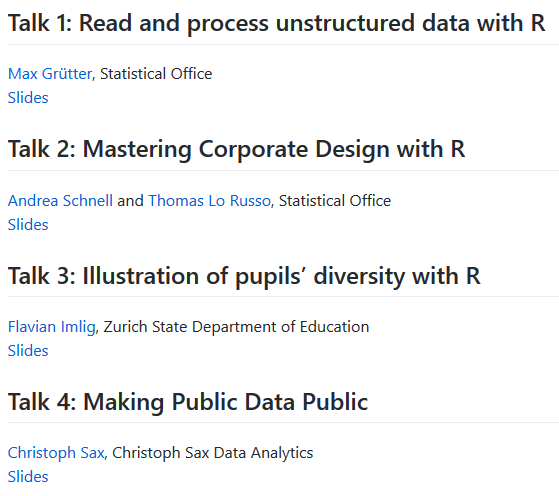 Talk 1: Read and process unstructured data with R
Max Grütter, Statistical Office
Slides
Talk 2: Mastering Corporate Design with R
Andrea Schnell and Thomas Lo Russo, Statistical Office
Slides
Talk 3: Illustration of pupils’ diversity with R
Flavian Imlig, Zurich State Department of Education
Slides
Talk 4: Making Public Data Public
Christoph Sax, Christoph Sax Data Analytics
Slides